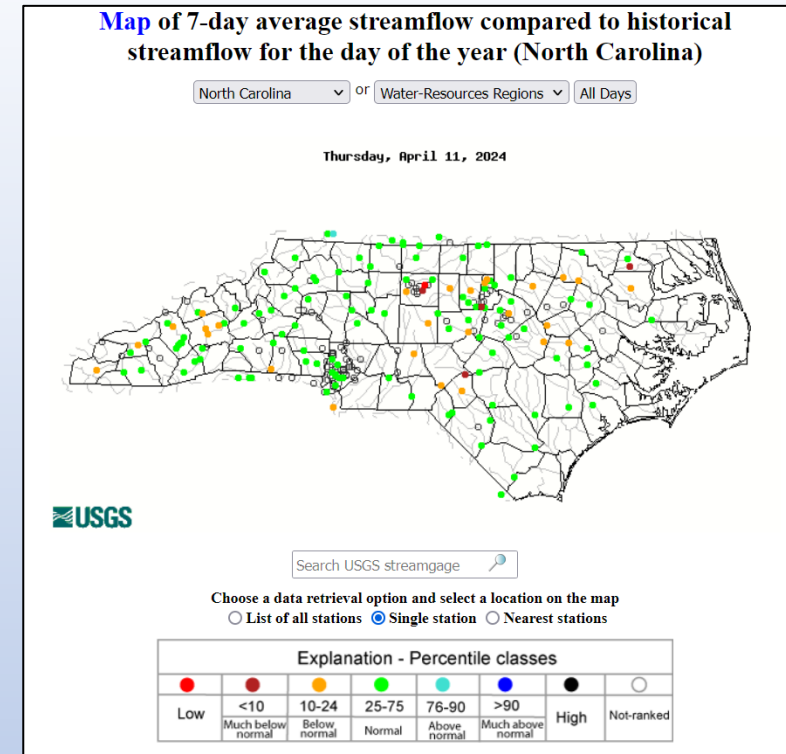 Map of 7-day average streamflow compared to historical
streamflow for the day of the year (North Carolina)
North Carolina or Water-Resources Regions All Days
Thursday, April 11, 2024
USGS
Search USGS streamgage
Choose a data retrieval option and select a location on the map
List of all stations Single station Nearest stations
Explanation - Percentile classes
Low <10 10-24 25-75 76-90 >90 High Not-ranked
Much below normal Below normal Normal Above normal Much above normal